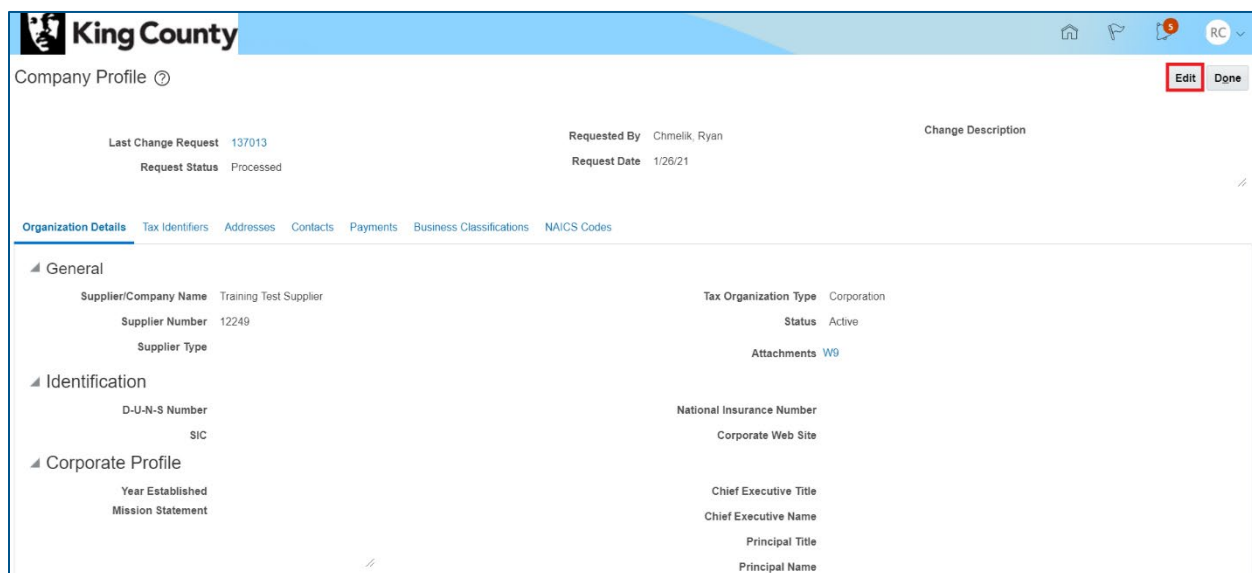 King County
5
RC
Company Profile ?
Edit Done
Last Change Request 137013
Requested By Chmelik, Ryan
Change Description
Request Status Processed
Request Date 1/26/21
Organization Details Tax Identifiers Addresses Contacts Payments Business Classifications NAICS Codes
General
Supplier/Company Name Training Test Supplier
Tax Organization Type Corporation
Supplier Number 12249
Status Active
Supplier Type
Attachments W9
Identification
D-U-N-S Number
National Insurance Number
SIC
Corporate Web Site
Corporate Profile
Year Established
Chief Executive Title
Mission Statement
Chief Executive Name
Principal Title
Principal Name